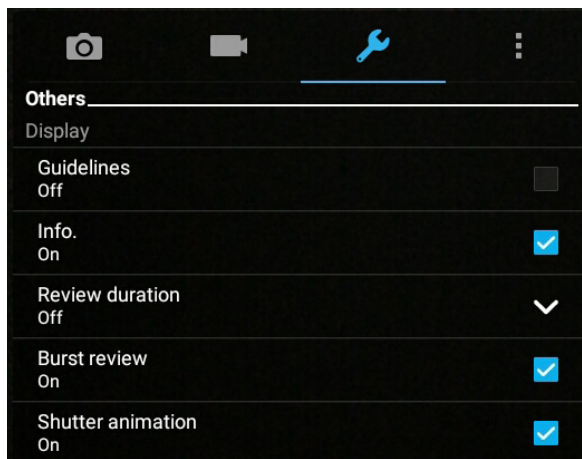 Others
Display
Guidelines
Off
Info.
On
Review duration
Off
Burst review
On
Shutter animation
On